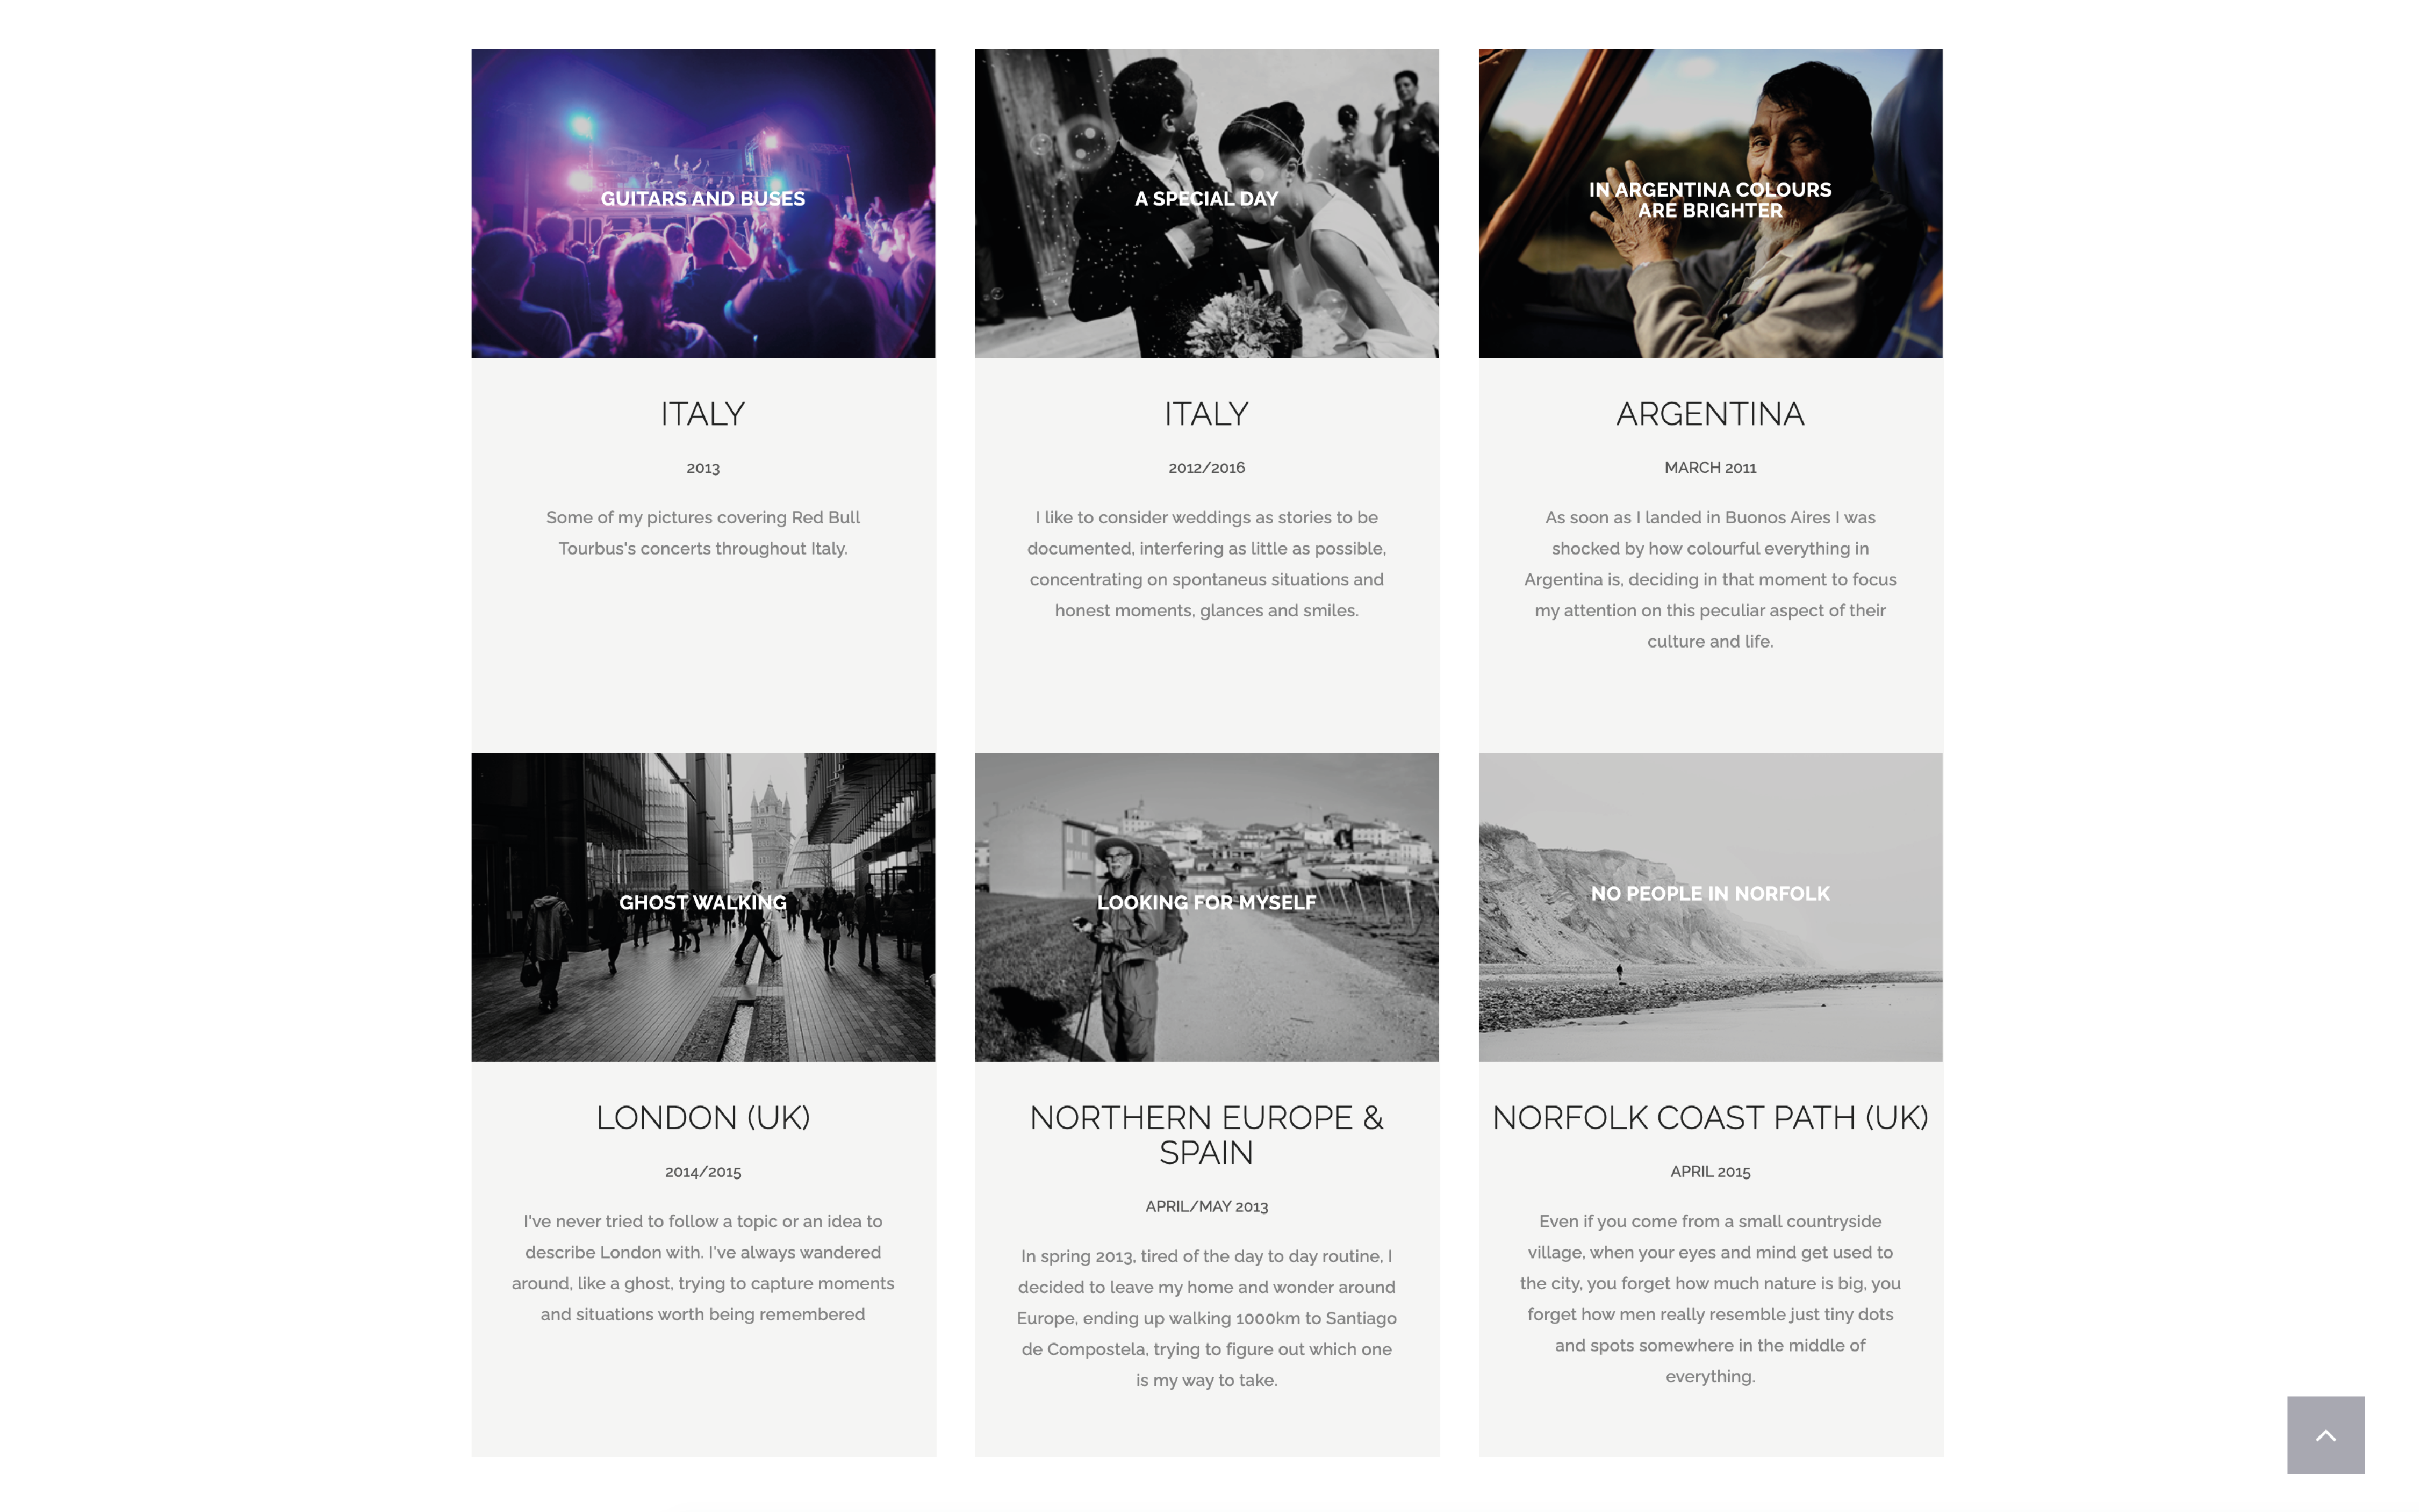 GUITARS AND BUSES
ITALY
2013
Some of my pictures covering Red Bull
Tourbus's concerts throughout Italy.
A SPECIAL DAY
ITALY
2012/2016
I like to consider weddings as stories to be
documented, interfering as little as possible,
concentrating on spontaneus situations and
honest moments, glances and smiles.
IN ARGENTINA COLOURS
ARE BRIGHTER
ARGENTINA
MARCH 2011
As soon as I landed in Buonos Aires I was
shocked by how colourful everything in
Argentina is, deciding in that moment to focus
my attention on this peculiar aspect of their
culture and life.
GHOST WALKING
LONDON (UK)
2014/2015
I've never tried to follow a topic or an idea to
describe London with. I've always wandered
around, like a ghost, trying to capture moments
and situations worth being remembered
LOOKING FOR MYSELF
NORTHERN EUROPE &
SPAIN
APRIL/MAY 2013
In spring 2013, tired of the day to day routine, I
decided to leave my home and wonder around
Europe, ending up walking 1000km to Santiago
de Compostela, trying to figure out which one
is my way to take.
NO PEOPLE IN NORFOLK
NORFOLK COAST PATH (UK)
APRIL 2015
Even if you come from a small countryside
village, when your eyes and mind get used to
the city, you forget how much nature is big, you
forget how men really resemble just tiny dots
and spots somewhere in the middle of
everything.